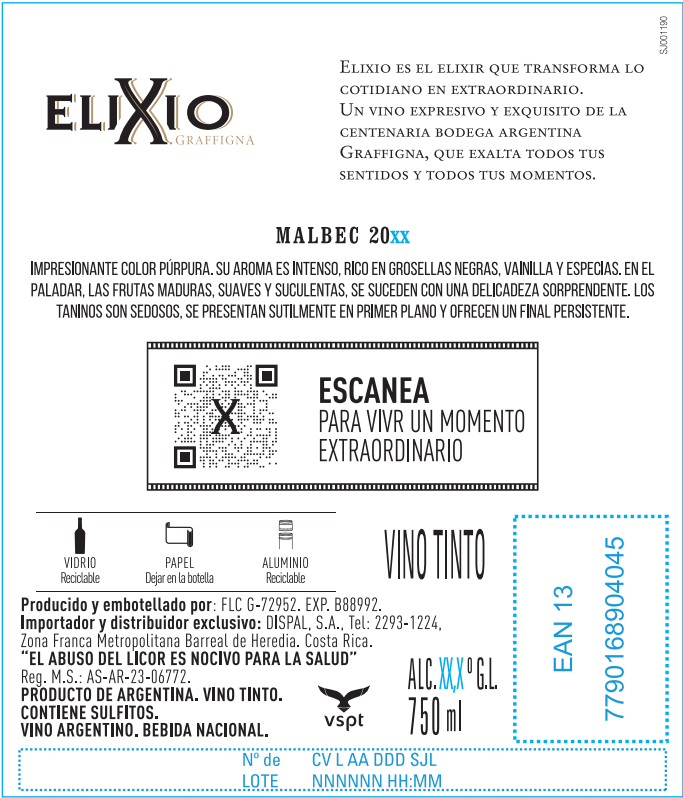 SJ001190
ELIXIO
GRAFFIGNA
ELIXIO ES EL ELIXIR QUE TRANSFORMA LO
COTIDIANO EN EXTRAORDINARIO.
UN VINO EXPRESIVO Y EXQUISITO DE LA
CENTENARIA BODEGA ARGENTINA
GRAFFIGNA, QUE EXALTA TODOS TUS
SENTIDOS Y TODOS TUS MOMENTOS.
MALBEC 20XX
IMPRESIONANTE COLOR PÚRPURA. SU AROMA ES INTENSO, RICO EN GROSELLAS NEGRAS, VAINILLA Y ESPECÍAS. EN EL
PALADAR, LAS FRUTAS MADURAS, SUAVES Y SUCULENTAS, SE SUCEDEN CON UNA DELICADEZA SORPRENDENTE. LOS
TANINOS SON SEDOSOS, SE PRESENTAN SUTILMENTE EN PRIMER PLANO Y OFRECEN UN FINAL PERSISTENTE.
X
ESCANEA
PARA VIVR UN MOMENTO
EXTRAORDINARIO
VIDRIO
Reciclable
PAPEL
Dejar en la botella
ALUMINIO
Reciclable
VINO TINTO
Producido y embotellado por: FLC G-72952. EXP. B88992.
Importador y distribuidor exclusivo: DISPAL, S.A., Tel: 2293-1224,
Zona Franca Metropolitana Barreal de Heredia. Costa Rica.
“EL ABUSO DEL LICOR ES NOCIVO PARA LA SALUD”
Reg. M.S.: AS-AR-23-06772.
PRODUCTO DE ARGENTINA. VINO TINTO.
CONTIENE SULFITOS.
VINO ARGENTINO. BEBIDA NACIONAL.
vspt
ALC.XX,X º G.L.
750 ml
EAN 13
7790168904045
Nº de CV L AA DDD SJL
LOTE NNNNNN HH:MM